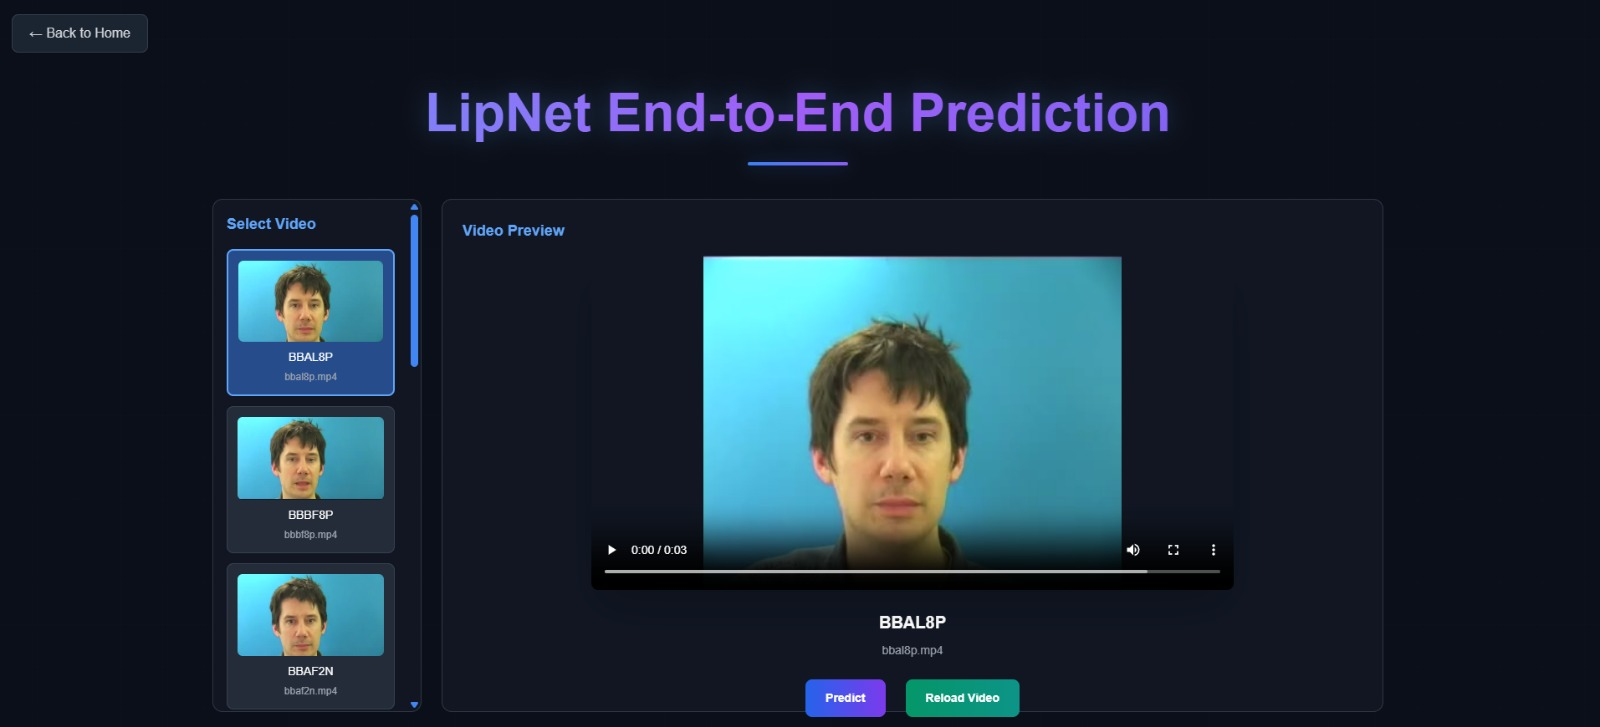 ← Back to Home
LipNet End-to-End Prediction
Select Video
BBAL8P
bbal8p.mp4
BBBF8P
bbbf8p.mp4
BBAF2N
bbaf2n.mp4
Video Preview
0:00 / 0:03
BBAL8P
bbal8p.mp4
Predict
Reload Video